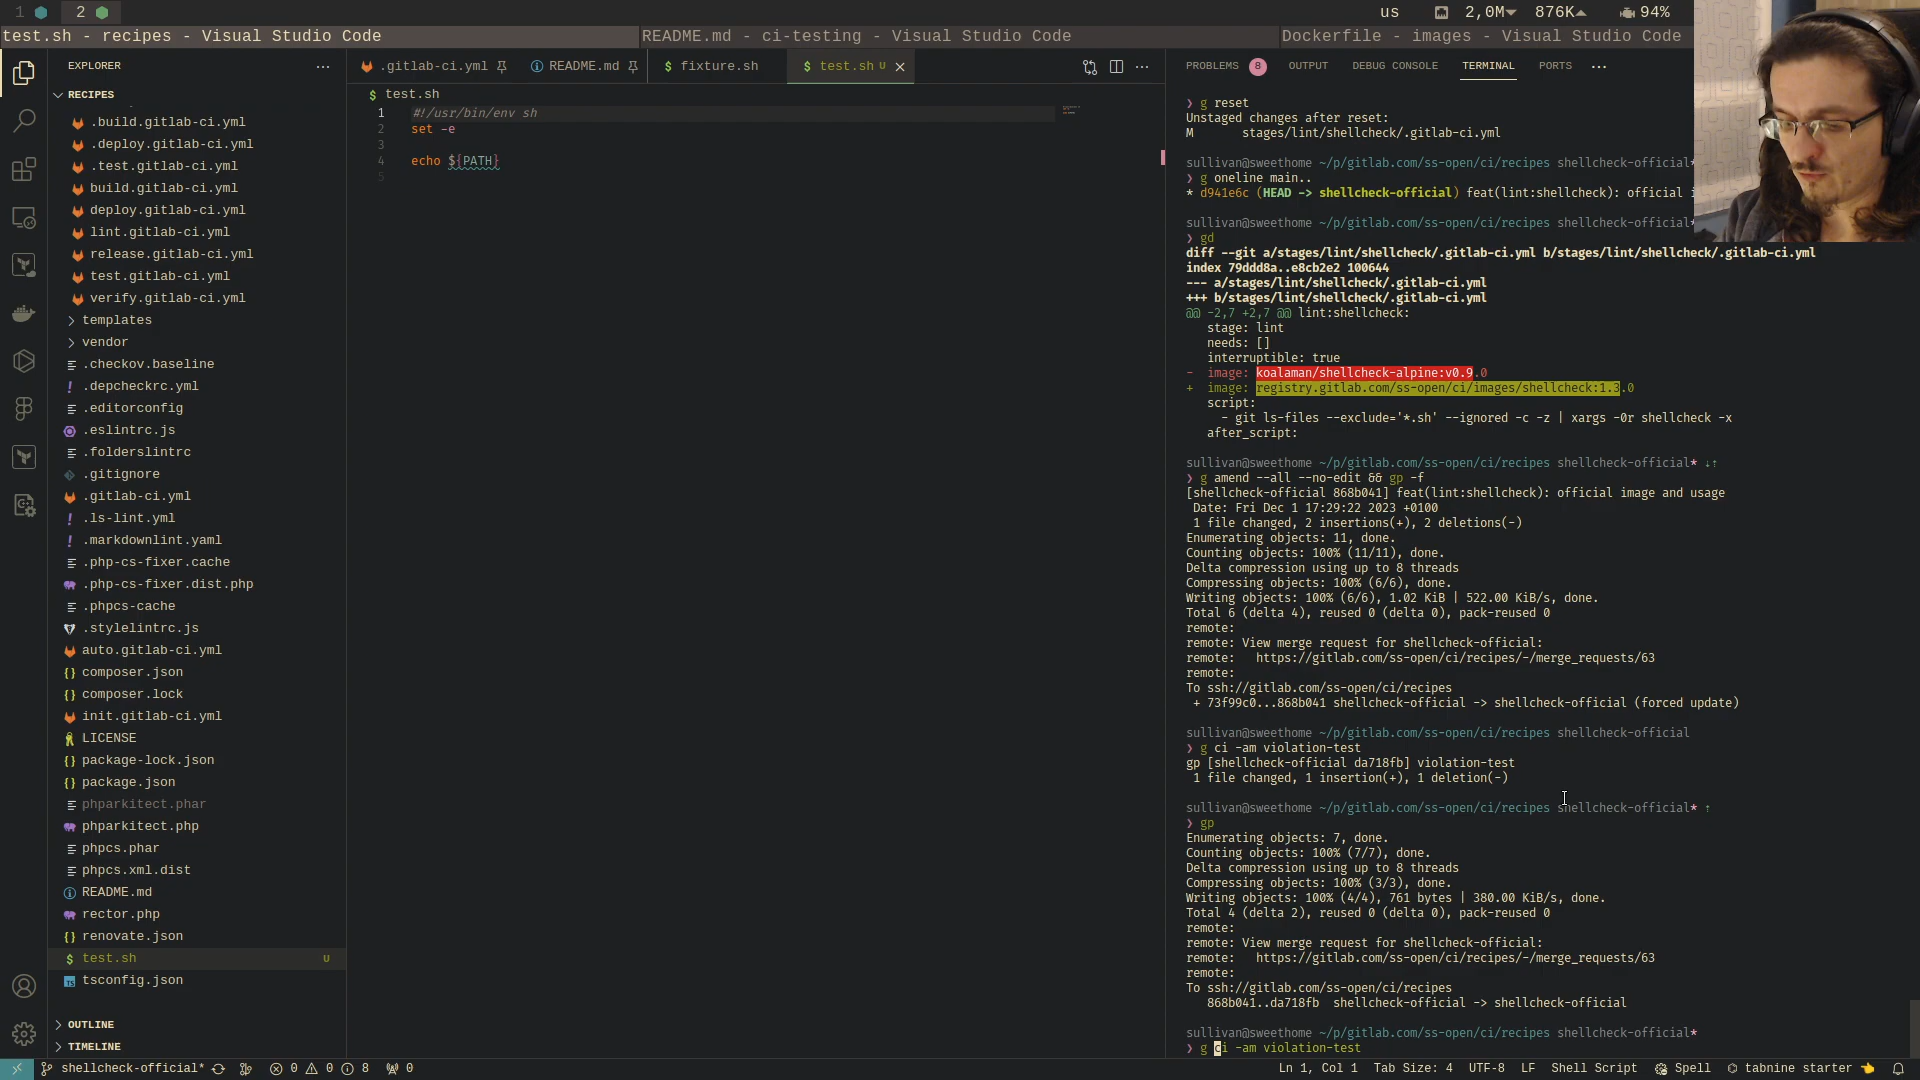 1 2
us 2,0M 876K 94%
test.sh - recipes - Visual Studio Code
README.md - ci-testing - Visual Studio Code
Dockerfile - images - Visual Studio Code
EXPLORER
RECIPES
.build.gitlab-ci.yml
.deploy.gitlab-ci.yml
.test.gitlab-ci.yml
build.gitlab-ci.yml
deploy.gitlab-ci.yml
lint.gitlab-ci.yml
release.gitlab-ci.yml
test.gitlab-ci.yml
verify.gitlab-ci.yml
templates
vendor
.checkov.baseline
.depcheckrc.yml
.editorconfig
.eslintrc.js
.folderslintrc
.gitignore
.gitlab-ci.yml
.ls-lint.yml
.markdownlint.yaml
.php-cs-fixer.cache
.php-cs-fixer.dist.php
.phpcs-cache
.stylelintrc.js
auto.gitlab-ci.yml
composer.json
composer.lock
init.gitlab-ci.yml
LICENSE
package-lock.json
package.json
phparkitect.phar
phparkitect.php
phpcs.phar
phpcs.xml.dist
README.md
rector.php
renovate.json
test.sh U
tsconfig.json
OUTLINE
TIMELINE
.gitlab-ci.yml README.md $ fixture.sh $ test.sh U
$ test.sh
1 #!/usr/bin/env sh
2 set -e
3
4 echo ${PATH}
5
PROBLEMS 8 OUTPUT DEBUG CONSOLE TERMINAL PORTS
❯ g reset
Unstaged changes after reset:
M stages/lint/shellcheck/.gitlab-ci.yml
sullivan@sweethome ~/p/gitlab.com/ss-open/ci/recipes shellcheck-official*
❯ g oneline main..
* d941e6c (HEAD -> shellcheck-official) feat(lint:shellcheck): official
sullivan@sweethome ~/p/gitlab.com/ss-open/ci/recipes shellcheck-official*
❯ gd
diff --git a/stages/lint/shellcheck/.gitlab-ci.yml b/stages/lint/shellcheck/.gitlab-ci.yml
index 79ddd8a..e8cb2e2 100644
--- a/stages/lint/shellcheck/.gitlab-ci.yml
+++ b/stages/lint/shellcheck/.gitlab-ci.yml
@@ -2,7 +2,7 @@ lint:shellcheck:
stage: lint
needs: []
interruptible: true
- image: koalaman/shellcheck-alpine:v0.9.0
+ image: registry.gitlab.com/ss-open/ci/images/shellcheck:1.3.0
script:
- git ls-files --exclude='*.sh' --ignored -c -z | xargs -0r shellcheck -x
after_script:
sullivan@sweethome ~/p/gitlab.com/ss-open/ci/recipes shellcheck-official* ↓↑
❯ g amend --all --no-edit && gp -f
[shellcheck-official 868b041] feat(lint:shellcheck): official image and usage
Date: Fri Dec 1 17:29:22 2023 +0100
1 file changed, 2 insertions(+), 2 deletions(-)
Enumerating objects: 11, done.
Counting objects: 100% (11/11), done.
Delta compression using up to 8 threads
Compressing objects: 100% (6/6), done.
Writing objects: 100% (6/6), 1.02 KiB | 522.00 KiB/s, done.
Total 6 (delta 4), reused 0 (delta 0), pack-reused 0
remote:
remote: View merge request for shellcheck-official:
remote: https://gitlab.com/ss-open/ci/recipes/-/merge_requests/63
remote:
To ssh://gitlab.com/ss-open/ci/recipes
+ 73f99c0...868b041 shellcheck-official -> shellcheck-official (forced update)
sullivan@sweethome ~/p/gitlab.com/ss-open/ci/recipes shellcheck-official
❯ g ci -am violation-test
gp [shellcheck-official da718fb] violation-test
1 file changed, 1 insertion(+), 1 deletion(-)
sullivan@sweethome ~/p/gitlab.com/ss-open/ci/recipes shellcheck-official* ↑
❯ gp
Enumerating objects: 7, done.
Counting objects: 100% (7/7), done.
Delta compression using up to 8 threads
Compressing objects: 100% (3/3), done.
Writing objects: 100% (4/4), 761 bytes | 380.00 KiB/s, done.
Total 4 (delta 2), reused 0 (delta 0), pack-reused 0
remote:
remote: View merge request for shellcheck-official:
remote: https://gitlab.com/ss-open/ci/recipes/-/merge_requests/63
remote:
To ssh://gitlab.com/ss-open/ci/recipes
868b041..da718fb shellcheck-official -> shellcheck-official
sullivan@sweethome ~/p/gitlab.com/ss-open/ci/recipes shellcheck-official*
❯ g ci -am violation-test
shellcheck-official* 0 0 8 0
Ln 1, Col 1 Tab Size: 4 UTF-8 LF Shell Script Spell tabnine starter